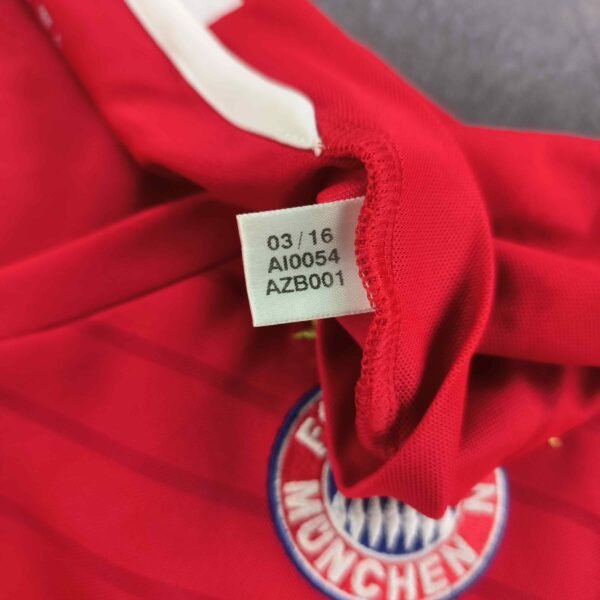 03 / 16
AI0054
AZB001
MÜNCHEN